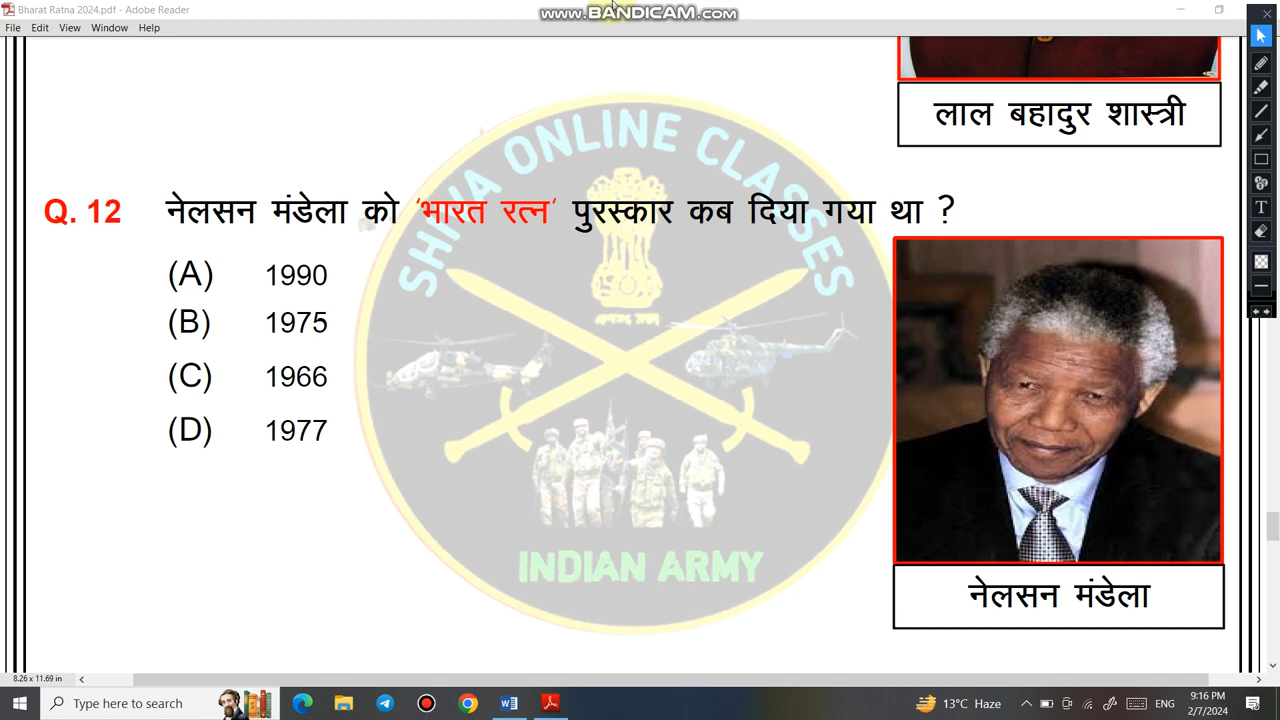 Bharat Ratna 2024.pdf - Adobe Reader
www.BANDICAM.com
File Edit View Window Help
लाल बहादुर शास्त्री
SHIVA ONLINE CLASSES
Q. 12 नेलसन मंडेला को ‘भारत रत्न‘ पुरस्कार कब दिया गया था ?
(A) 1990
(B) 1975
(C) 1966
(D) 1977
INDIAN ARMY
नेलसन मंडेला
8.26 x 11.69 in
Type here to search
13°C Haze
ENG
9:16 PM
2/7/2024